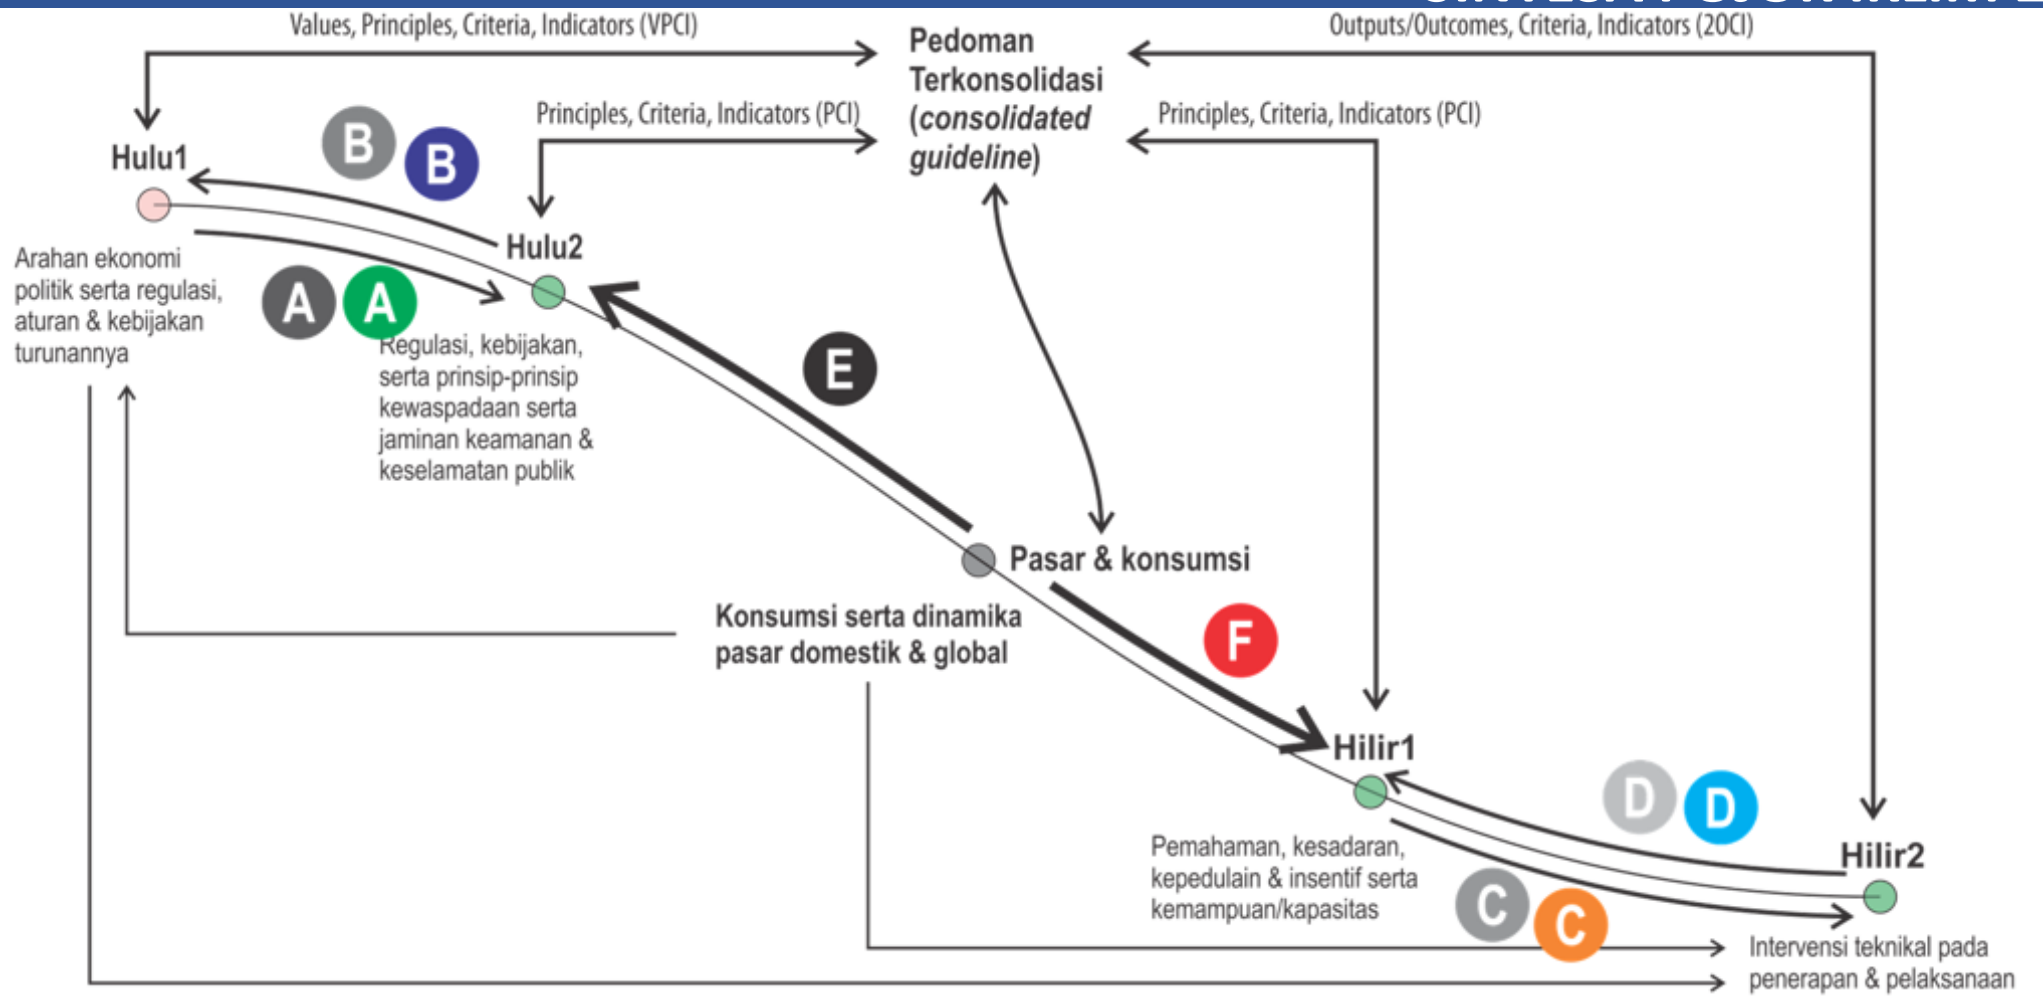 Values, Principles, Criteria, Indicators (VPCI)
Outputs/Outcomes, Criteria, Indicators (2OCI)
Pedoman
Terkonsolidasi
(consolidated
guideline)
Principles, Criteria, Indicators (PCI)
Principles, Criteria, Indicators (PCI)
Hulu1
B
B
Hulu2
Arahan ekonomi
politik serta regulasi,
aturan & kebijakan
turunannya
A
A
Regulasi, kebijakan,
serta prinsip-prinsip
kewaspadaan serta
jaminan keamanan &
keselamatan publik
E
Pasar & konsumsi
Konsumsi serta dinamika
pasar domestik & global
F
Hilir1
D
D
Hilir2
Pemahaman, kesadaran,
kepedulain & insentif serta
kemampuan/kapasitas
C
C
Intervensi teknikal pada
penerapan & pelaksanaan